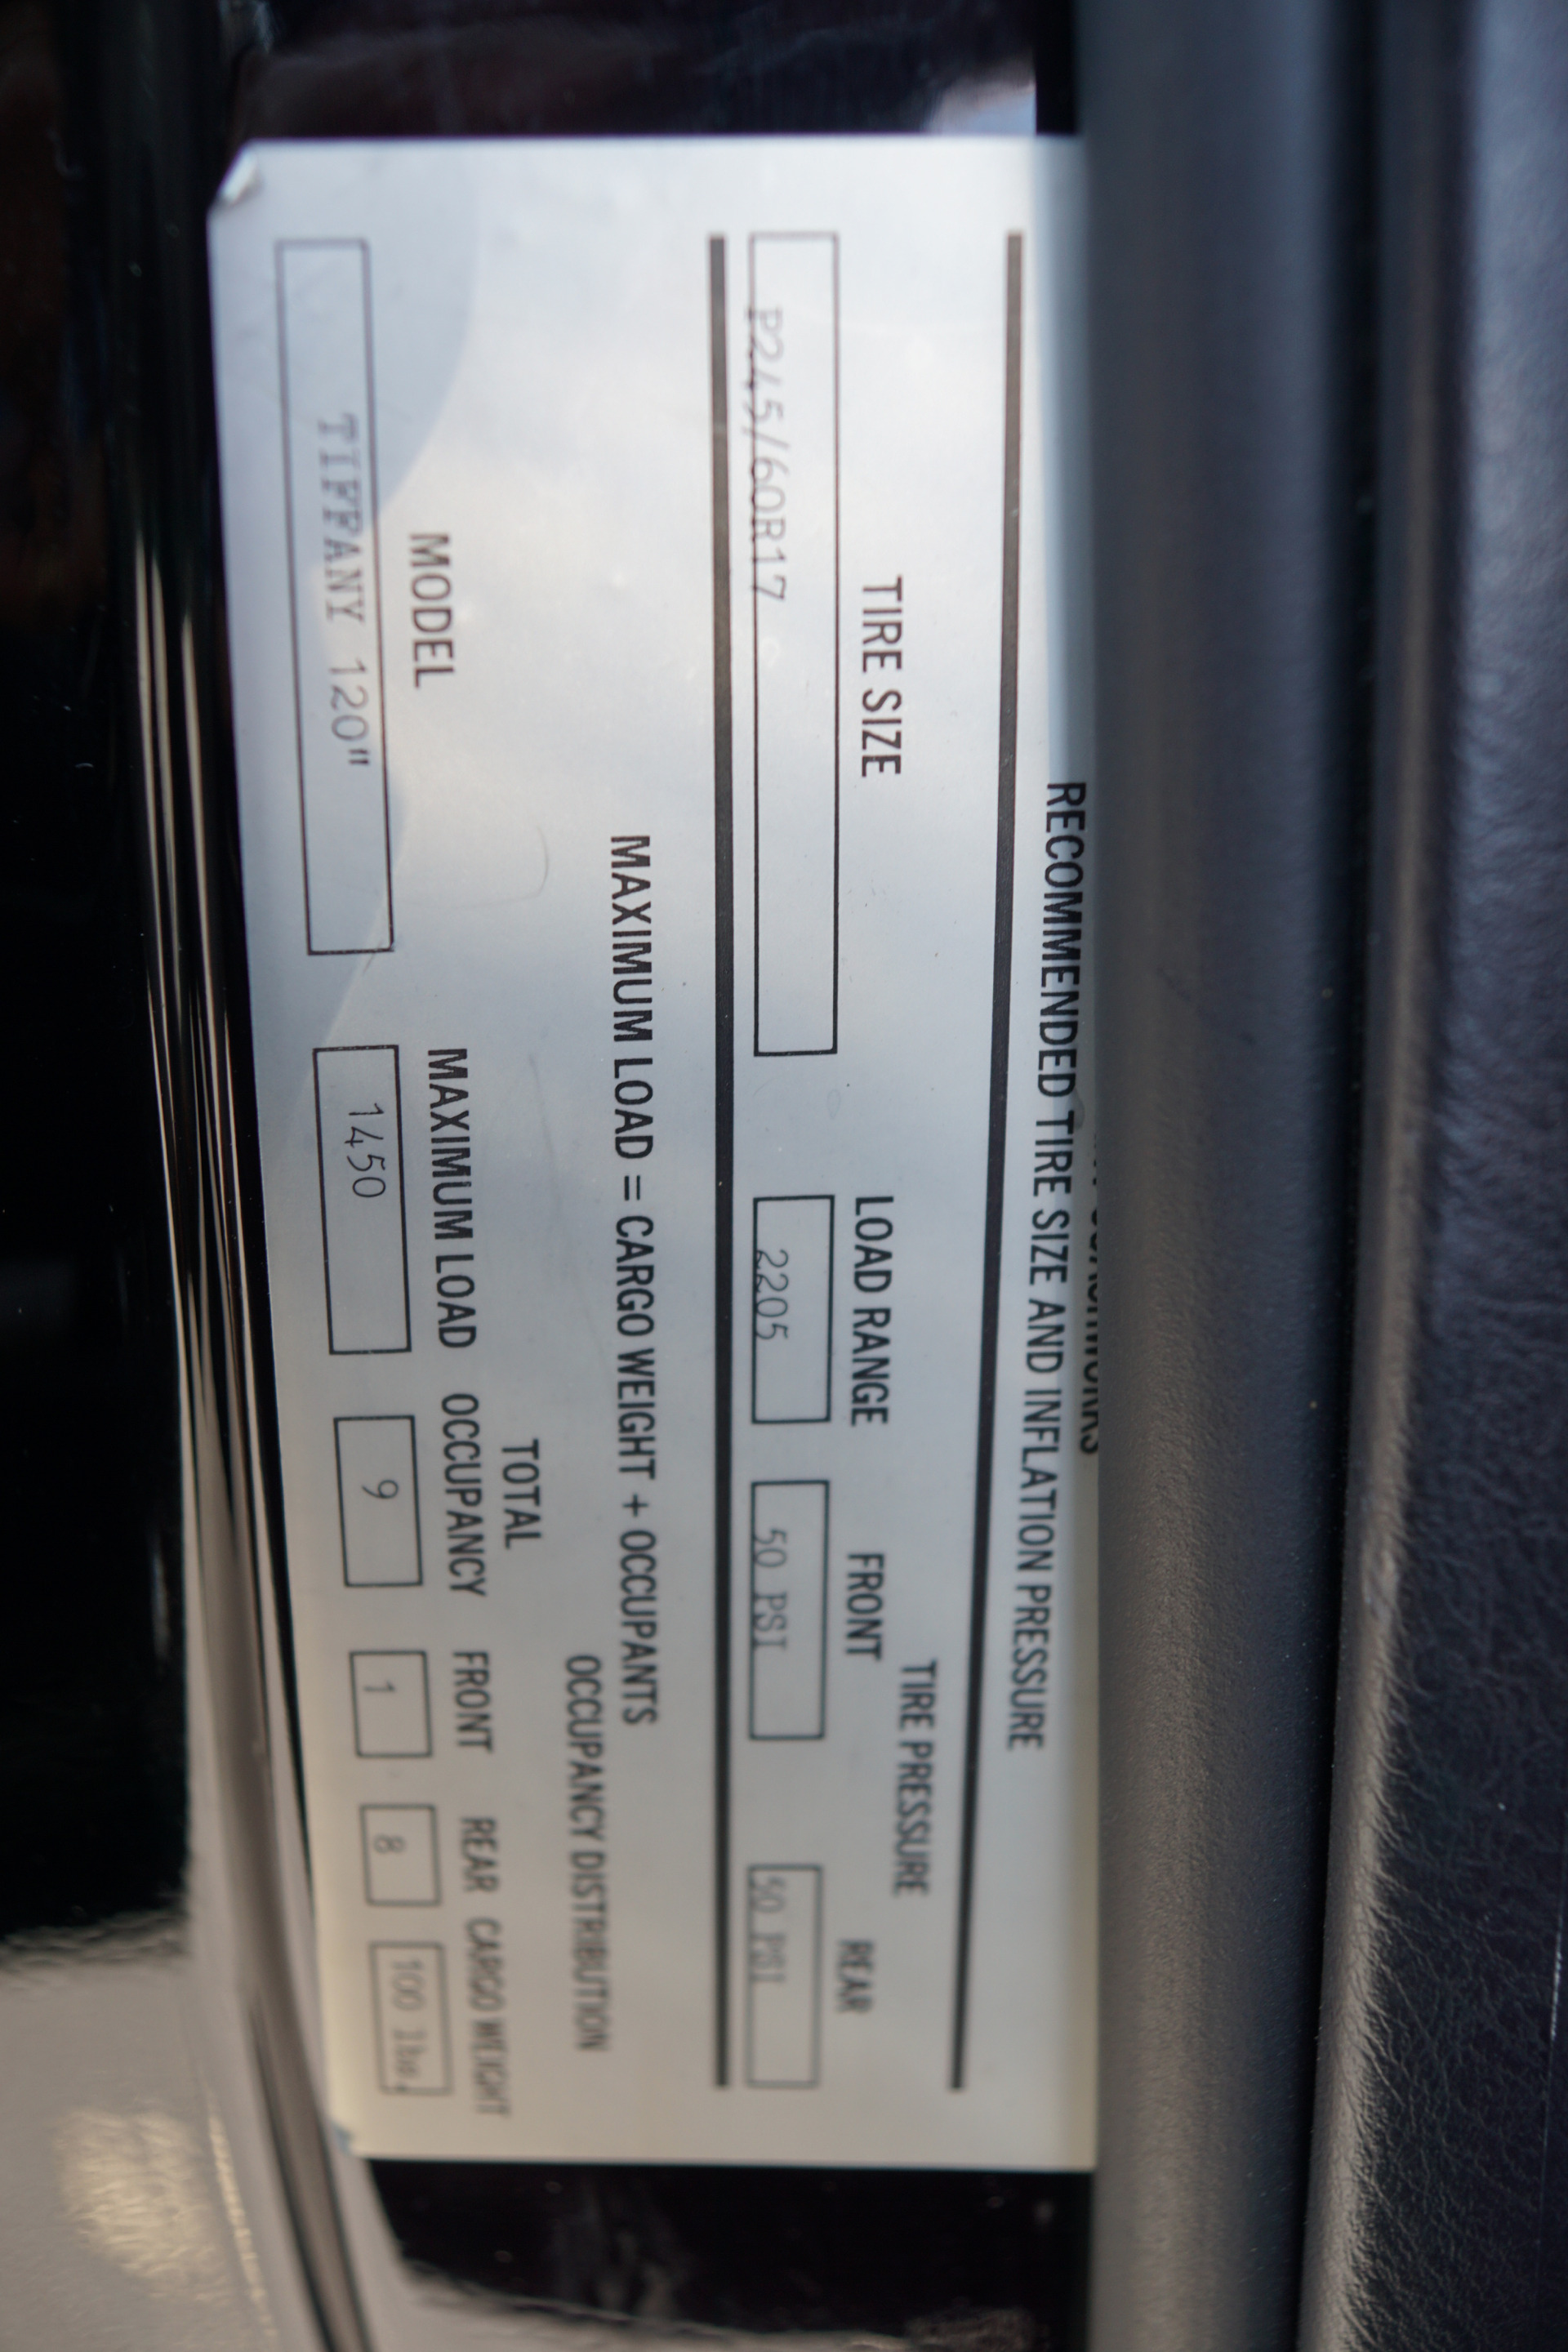 COACHWORKS
RECOMMENDED TIRE SIZE AND INFLATION PRESSURE
TIRE PRESSURE
TIRE SIZE LOAD RANGE FRONT REAR
P245/60R17 2205 50 PSI 50 PSI
MAXIMUM LOAD = CARGO WEIGHT + OCCUPANTS
OCCUPANCY DISTRIBUTION
TOTAL
MODEL MAXIMUM LOAD OCCUPANCY FRONT REAR CARGO WEIGHT
TIFFANY 120" 1450 9 1 8 100 lbs.